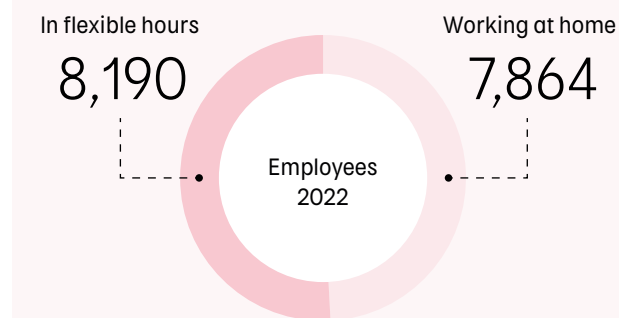 In flexible hours
8,190
Working at home
7,864
Employees
2022